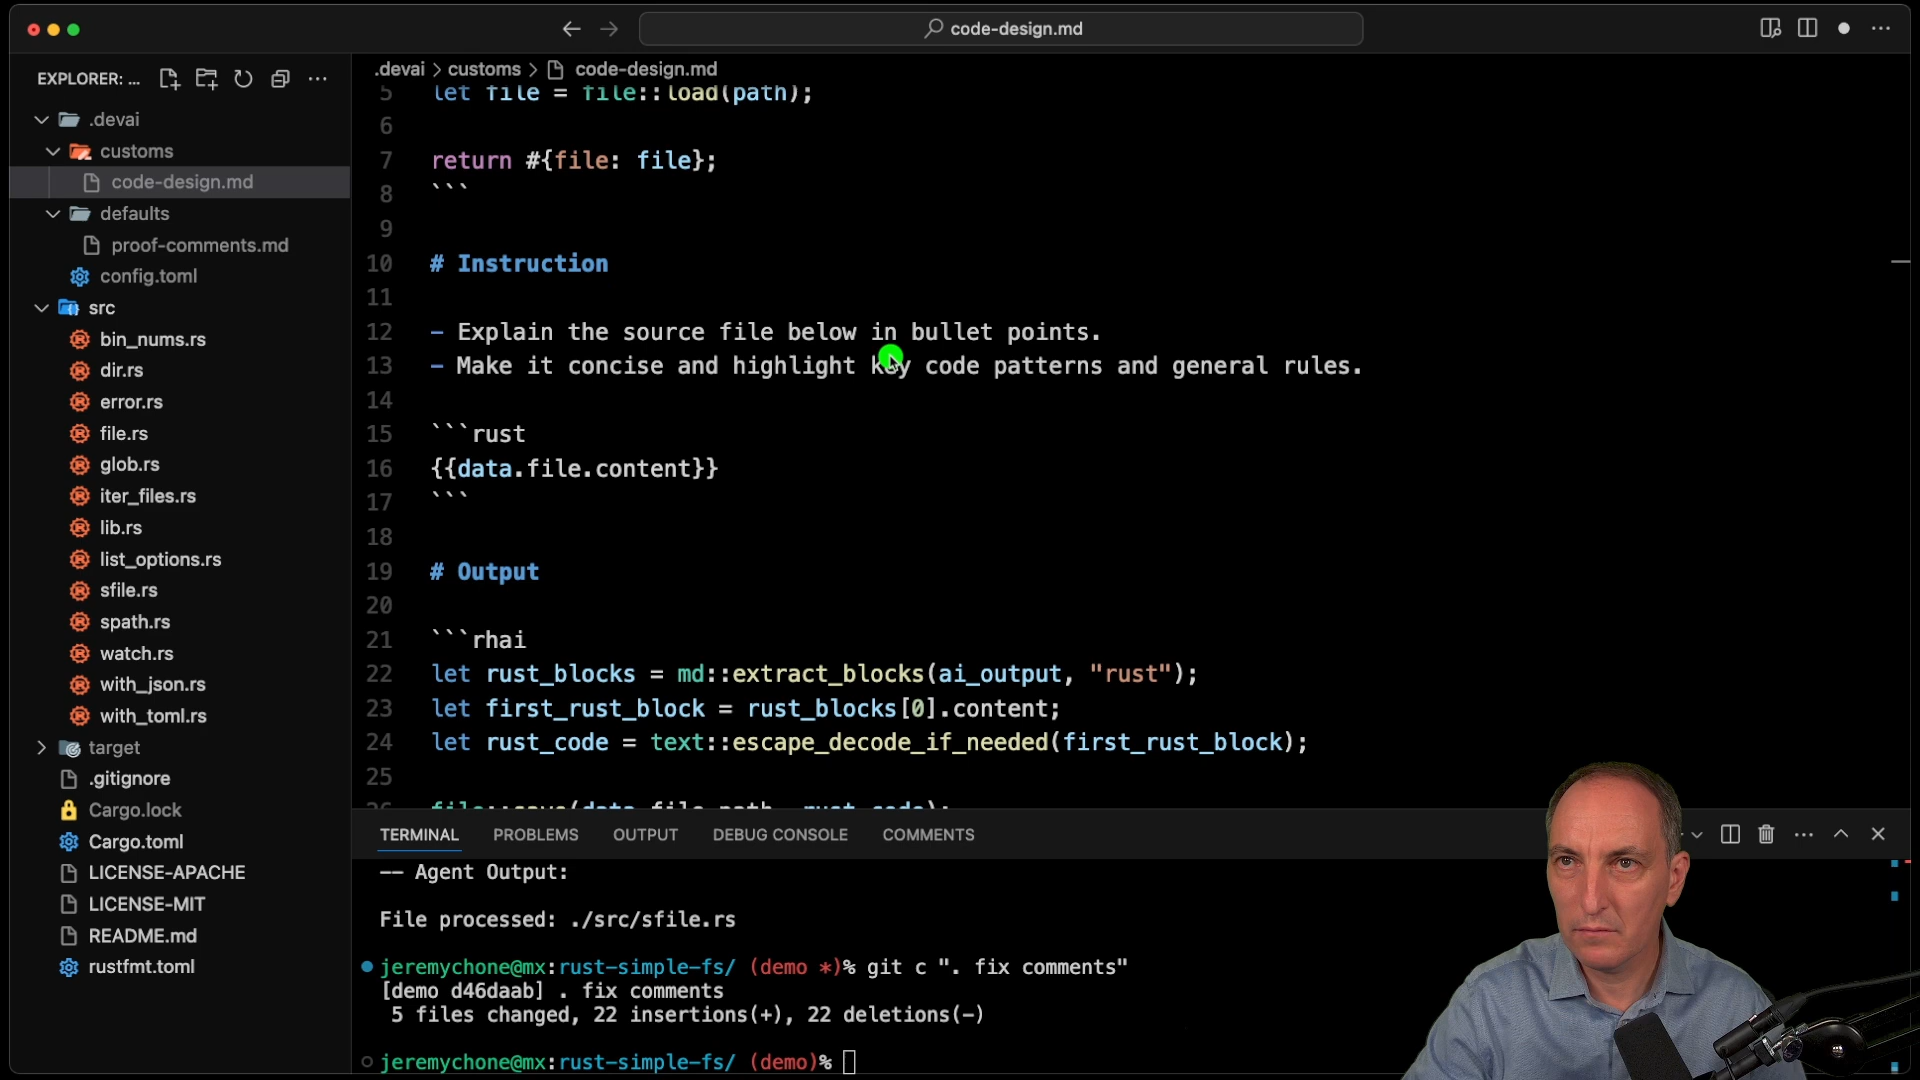 code-design.md
EXPLORER: ...
.devai
customs
code-design.md
defaults
proof-comments.md
config.toml
src
bin_nums.rs
dir.rs
error.rs
file.rs
glob.rs
iter_files.rs
lib.rs
list_options.rs
sfile.rs
spath.rs
watch.rs
with_json.rs
with_toml.rs
target
.gitignore
Cargo.lock
Cargo.toml
LICENSE-APACHE
LICENSE-MIT
README.md
rustfmt.toml
.devai > customs > code-design.md
5 let file = file::load(path);
6
7 return #{file: file};
8 ```
9
10 # Instruction
11
12 - Explain the source file below in bullet points.
13 - Make it concise and highlight key code patterns and general rules.
14
15 ```rust
16 {{data.file.content}}
17 ```
18
19 # Output
20
21 ```rhai
22 let rust_blocks = md::extract_blocks(ai_output, "rust");
23 let first_rust_block = rust_blocks[0].content;
24 let rust_code = text::escape_decode_if_needed(first_rust_block);
25
26 file::save(data.file.path, rust_code);
TERMINAL PROBLEMS OUTPUT DEBUG CONSOLE COMMENTS
-- Agent Output:
File processed: ./src/sfile.rs
jeremychone@mx:rust-simple-fs/ (demo *)% git c ". fix comments"
[demo d46daab] . fix comments
5 files changed, 22 insertions(+), 22 deletions(-)
jeremychone@mx:rust-simple-fs/ (demo)%